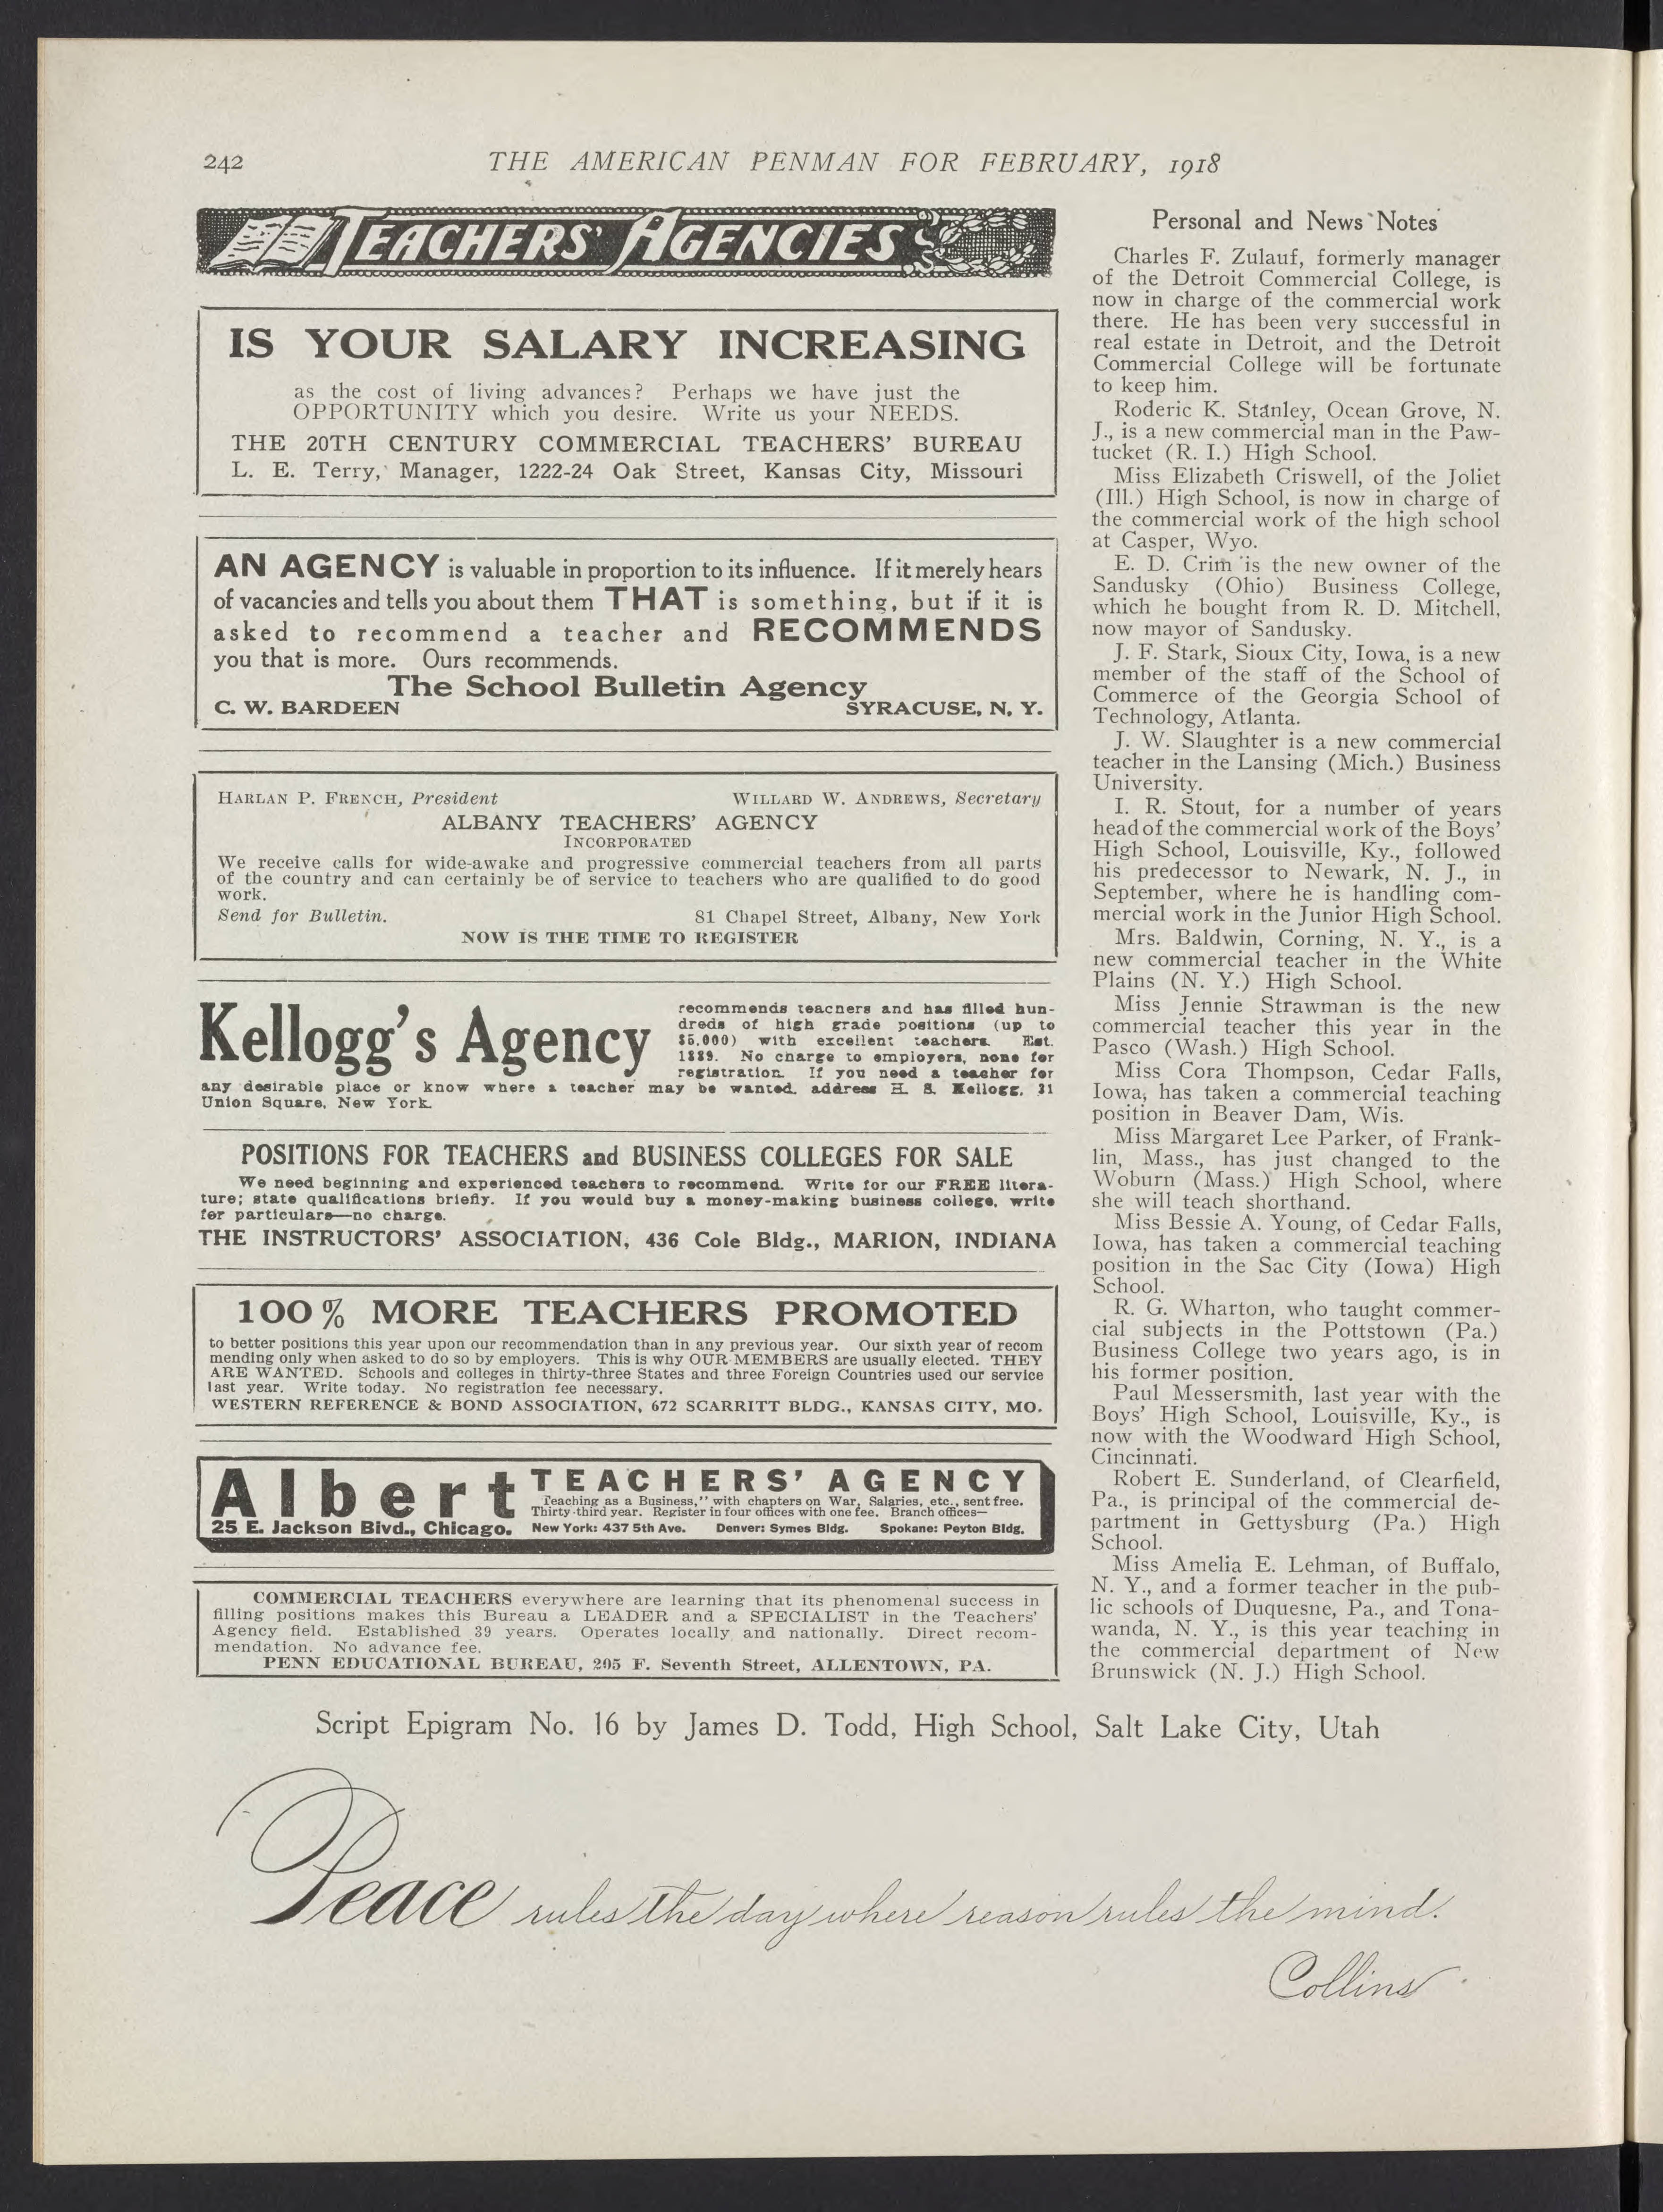 242
THE AMERICAN PENMAN FOR FEBRUARY, 1918
TEACHERS' AGENCIES
IS YOUR SALARY INCREASING
as the cost of living advances? Perhaps we have just the
OPPORTUNITY which you desire. Write us your NEEDS.
THE 20TH CENTURY COMMERCIAL TEACHERS' BUREAU
L. E. Terry, Manager, 1222-24 Oak Street, Kansas City, Missouri
AN AGENCY is valuable in proportion to its influence. If it merely hears
of vacancies and tells you about them THAT is something, but if it is
asked to recommend a teacher and RECOMMENDS
you that is more. Ours recommends.
The School Bulletin Agency
C. W. BARDEEN SYRACUSE, N. Y.
HARLAN P. FRENCH, President WILLARD W. ANDREWS, Secretary
ALBANY TEACHERS' AGENCY
INCORPORATED
We receive calls for wide-awake and progressive commercial teachers from all parts
of the country and can certainly be of service to teachers who are qualified to do good
work.
Send for Bulletin. 81 Chapel Street, Albany, New York
NOW IS THE TIME TO REGISTER
Kellogg's Agency
recommends teacners and has filled hun-
dreds of high grade positions (up to
$5,000) with excellent teachers. Est.
1889. No charge to employers, none for
registration. If you need a teacher for
any desirable place or know where a teacher may be wanted, address H. S. Kellogg, 31
Union Square, New York.
POSITIONS FOR TEACHERS and BUSINESS COLLEGES FOR SALE
We need beginning and experienced teachers to recommend. Write for our FREE litera-
ture; state qualifications briefly. If you would buy a money-making business college, write
for particulars—no charge.
THE INSTRUCTORS' ASSOCIATION, 436 Cole Bldg., MARION, INDIANA
100% MORE TEACHERS PROMOTED
to better positions this year upon our recommendation than in any previous year. Our sixth year of recom
mending only when asked to do so by employers. This is why OUR MEMBERS are usually elected. THEY
ARE WANTED. Schools and colleges in thirty-three States and three Foreign Countries used our service
last year. Write today. No registration fee necessary.
WESTERN REFERENCE & BOND ASSOCIATION, 672 SCARRITT BLDG., KANSAS CITY, MO.
Albert TEACHERS' AGENCY
Teaching as a Business," with chapters on War, Salaries, etc., sent free.
Thirty-third year. Register in four offices with one fee. Branch offices—
25 E. Jackson Blvd., Chicago. New York: 437 5th Ave. Denver: Symes Bldg. Spokane: Peyton Bldg.
COMMERCIAL TEACHERS everywhere are learning that its phenomenal success in
filling positions makes this Bureau a LEADER and a SPECIALIST in the Teachers'
Agency field. Established 39 years. Operates locally and nationally. Direct recom-
mendation. No advance fee.
PENN EDUCATIONAL BUREAU, 205 F. Seventh Street, ALLENTOWN, PA.
Personal and News Notes
Charles F. Zulauf, formerly manager
of the Detroit Commercial College, is
now in charge of the commercial work
there. He has been very successful in
real estate in Detroit, and the Detroit
Commercial College will be fortunate
to keep him.
Roderic K. Stanley, Ocean Grove, N.
J., is a new commercial man in the Paw-
tucket (R. I.) High School.
Miss Elizabeth Criswell, of the Joliet
(Ill.) High School, is now in charge of
the commercial work of the high school
at Casper, Wyo.
E. D. Crim is the new owner of the
Sandusky (Ohio) Business College,
which he bought from R. D. Mitchell,
now mayor of Sandusky.
J. F. Stark, Sioux City, Iowa, is a new
member of the staff of the School of
Commerce of the Georgia School of
Technology, Atlanta.
J. W. Slaughter is a new commercial
teacher in the Lansing (Mich.) Business
University.
I. R. Stout, for a number of years
head of the commercial work of the Boys'
High School, Louisville, Ky., followed
his predecessor to Newark, N. J., in
September, where he is handling com-
mercial work in the Junior High School.
Mrs. Baldwin, Corning, N. Y., is a
new commercial teacher in the White
Plains (N. Y.) High School.
Miss Jennie Strawman is the new
commercial teacher this year in the
Pasco (Wash.) High School.
Miss Cora Thompson, Cedar Falls,
Iowa, has taken a commercial teaching
position in Beaver Dam, Wis.
Miss Margaret Lee Parker, of Frank-
lin, Mass., has just changed to the
Woburn (Mass.) High School, where
she will teach shorthand.
Miss Bessie A. Young, of Cedar Falls,
Iowa, has taken a commercial teaching
position in the Sac City (Iowa) High
School.
R. G. Wharton, who taught commer-
cial subjects in the Pottstown (Pa.)
Business College two years ago, is in
his former position.
Paul Messersmith, last year with the
Boys' High School, Louisville, Ky., is
now with the Woodward High School,
Cincinnati.
Robert E. Sunderland, of Clearfield,
Pa., is principal of the commercial de-
partment in Gettysburg (Pa.) High
School.
Miss Amelia E. Lehman, of Buffalo,
N. Y., and a former teacher in the pub-
lic schools of Duquesne, Pa., and Tona-
wanda, N. Y., is this year teaching in
the commercial department of New
Brunswick (N. J.) High School.
Script Epigram No. 16 by James D. Todd, High School, Salt Lake City, Utah
Peace rules the day where reason rules the mind.
Collins